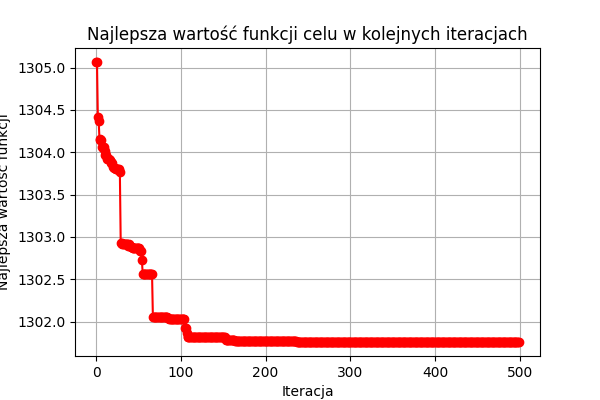 Najlepsza wartość funkcji celu w kolejnych iteracjach
Najlepsza wartość funkcji
1305.0
1304.5
1304.0
1303.5
1303.0
1302.5
1302.0
0 100 200 300 400 500
Iteracja